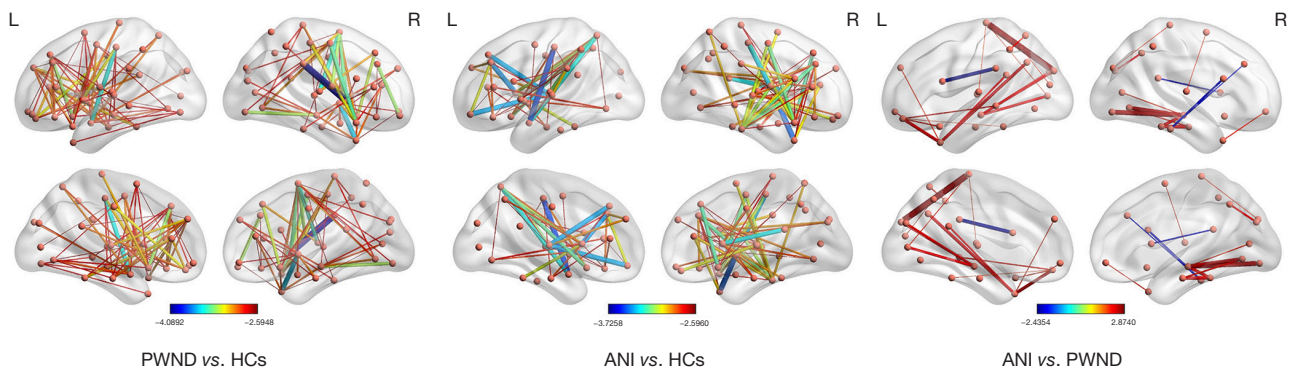 L R L R L R
−4.0892 −2.5948 −3.7258 −2.5960 −2.4354 2.8740
PWND vs. HCs ANI vs. HCs ANI vs. PWND